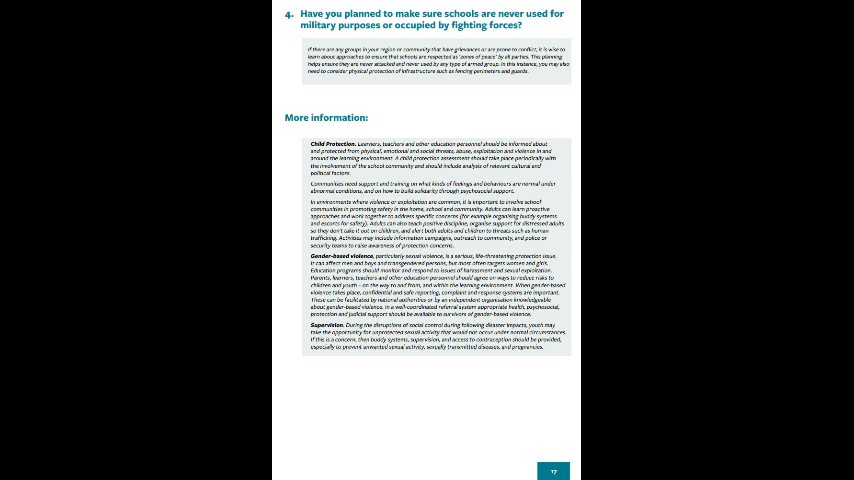 4. Have you planned to make sure schools are never used for
military purposes or occupied by fighting forces?
If there are any groups in your region or community that have grievances or are prone to conflict, it is wise to
learn about approaches to ensure that schools are respected as ‘zones of peace’ by all parties. This planning
helps ensure they are never attacked and never used by any type of armed group. In this instance, you may also
need to consider physical protection of infrastructure such as fencing perimeters and guards.
More information:
Child Protection. Learners, teachers and other education personnel should be informed about
and protected from physical, emotional and social threats, abuse, exploitation and violence in and
around the learning environment. A child protection assessment should take place periodically with
the involvement of the school community and should include analysis of relevant cultural and
political factors.
Communities need support and training on what kinds of feelings and behaviours are normal under
abnormal conditions, and on how to build solidarity through psychosocial support.
In environments where violence or exploitation are common, it is important to involve school
communities in promoting safety in the home, school and community. Adults can learn proactive
approaches and work together to address specific concerns (for example organising buddy systems
and escorts for safety). Adults can also teach positive discipline, organise support for distressed adults
so they don't take it out on children, and alert both adults and children to threats such as human
trafficking. Activities may include information campaigns, outreach to community, and police or
security teams to raise awareness of protection concerns.
Gender-based violence, particularly sexual violence, is a serious, life-threatening protection issue.
It can affect men and boys and transgendered persons, but most often targets women and girls.
Education programs should monitor and respond to issues of harassment and sexual exploitation.
Parents, learners, teachers and other education personnel should agree on ways to reduce risks to
children and youth – on the way to and from, and within the learning environment. When gender-based
violence takes place, confidential and safe reporting, complaint and response systems are important.
These can be facilitated by national authorities or by an independent organisation knowledgeable
about gender-based violence. In a well-coordinated referral system appropriate health, psychosocial,
protection and judicial support should be available to survivors of gender-based violence.
Supervision. During the disruptions of social control during following disaster impacts, youth may
take the opportunity for unprotected sexual activity that would not occur under normal circumstances.
If this is a concern, then buddy systems, supervision, and access to contraception should be provided,
especially to prevent unwanted sexual activity, sexually transmitted diseases, and pregnancies.
17